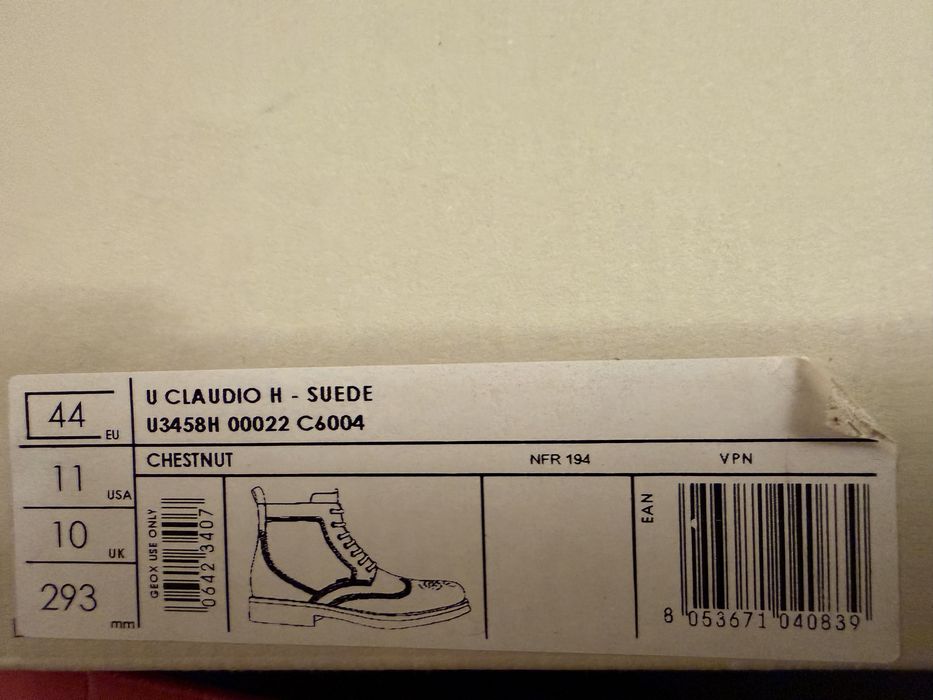 44 EU
U CLAUDIO H - SUEDE
U3458H 00022 C6004
CHESTNUT NFR 194 VPN
11 USA
10 UK
293 mm
GEOX USE ONLY
0642 3407
EAN
8 053671 040839